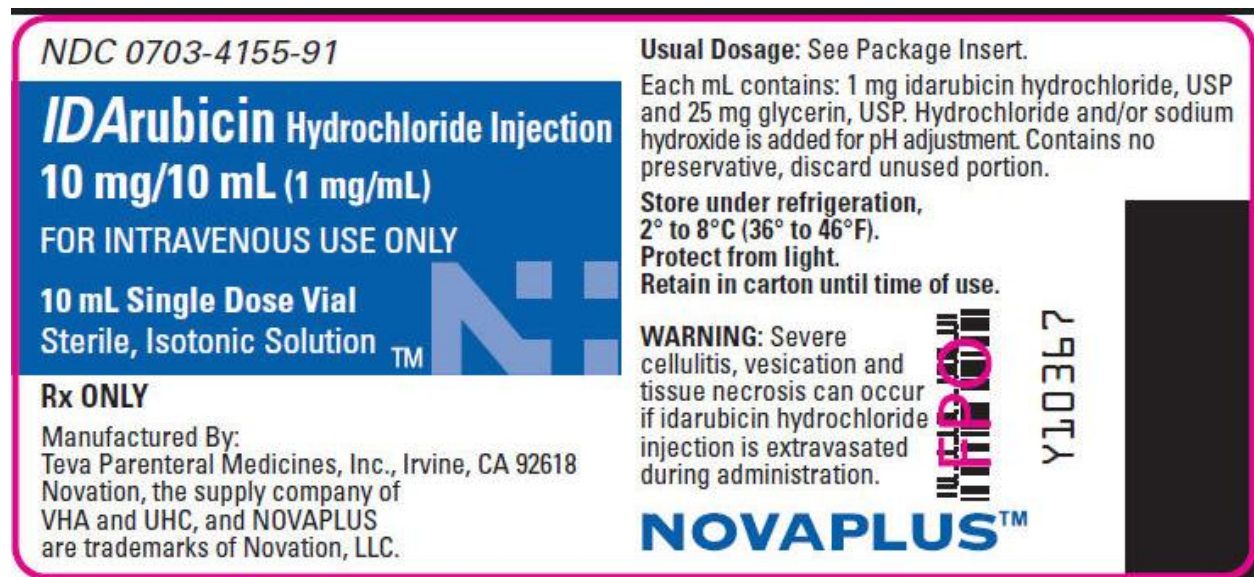 NDC 0703-4155-91
IDArubicin Hydrochloride Injection
10 mg/10 mL (1 mg/mL)
FOR INTRAVENOUS USE ONLY
10 mL Single Dose Vial
Sterile, Isotonic Solution TM
Rx ONLY
Manufactured By:
Teva Parenteral Medicines, Inc., Irvine, CA 92618
Novation, the supply company of
VHA and UHC, and NOVAPLUS
are trademarks of Novation, LLC.
Usual Dosage: See Package Insert.
Each mL contains: 1 mg idarubicin hydrochloride, USP
and 25 mg glycerin, USP. Hydrochloride and/or sodium
hydroxide is added for pH adjustment. Contains no
preservative, discard unused portion.
Store under refrigeration,
2° to 8°C (36° to 46°F).
Protect from light.
Retain in carton until time of use.
WARNING: Severe
cellulitis, vesication and
tissue necrosis can occur
if idarubicin hydrochloride
injection is extravasated
during administration.
FPO
Y10367
NOVAPLUS™